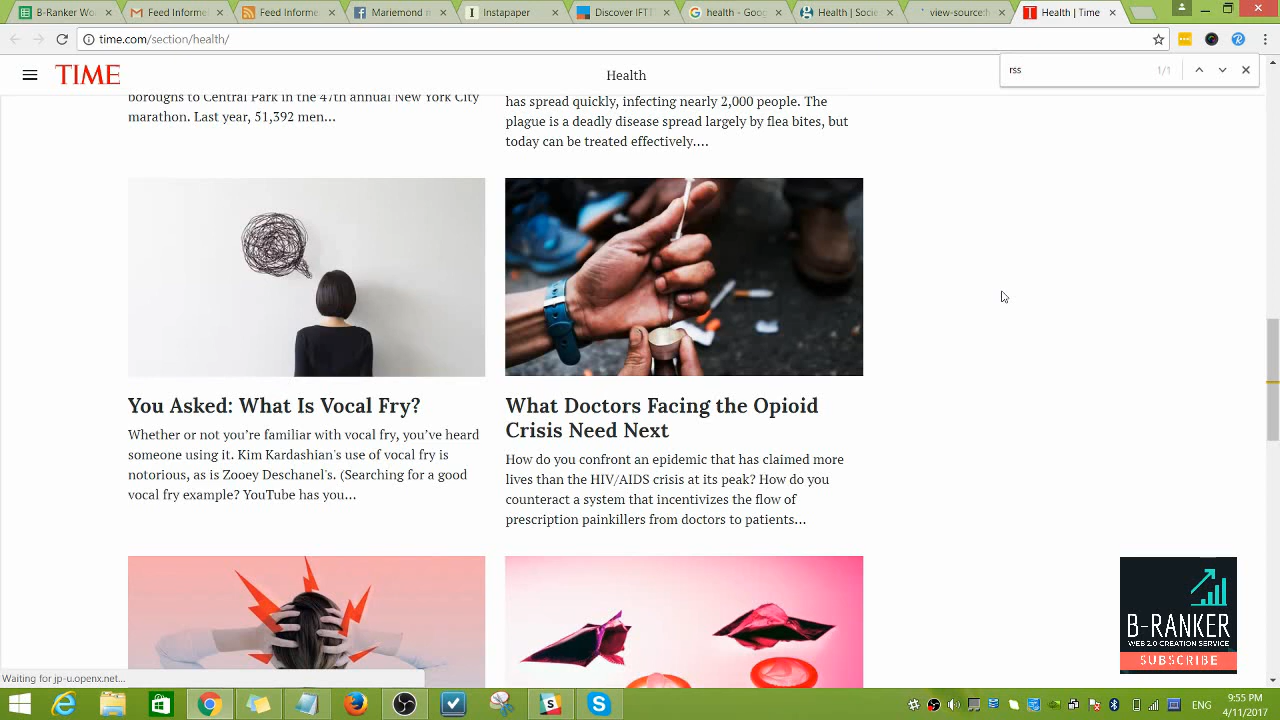 B-Ranker Wo
Feed Informe
Feed Informe
Mariemond n
Instapaper
Discover IFTT
health - Goog
Health | Socie
view-sourceth
Health | Time
time.com/section/health/
TIME
Health
rss
1/1
boroughs to Central Park in the 47th annual New York City
marathon. Last year, 51,392 men...
has spread quickly, infecting nearly 2,000 people. The
plague is a deadly disease spread largely by flea bites, but
today can be treated effectively....
You Asked: What Is Vocal Fry?
Whether or not you’re familiar with vocal fry, you’ve heard
someone using it. Kim Kardashian's use of vocal fry is
notorious, as is Zooey Deschanel's. (Searching for a good
vocal fry example? YouTube has you...
What Doctors Facing the Opioid
Crisis Need Next
How do you confront an epidemic that has claimed more
lives than the HIV/AIDS crisis at its peak? How do you
counteract a system that incentivizes the flow of
prescription painkillers from doctors to patients...
B-RANKER
WEB 2.0 CREATION SERVICE
SUBSCRIBE
Waiting for jp-u.openx.net...
ENG
9:55 PM
4/11/2017